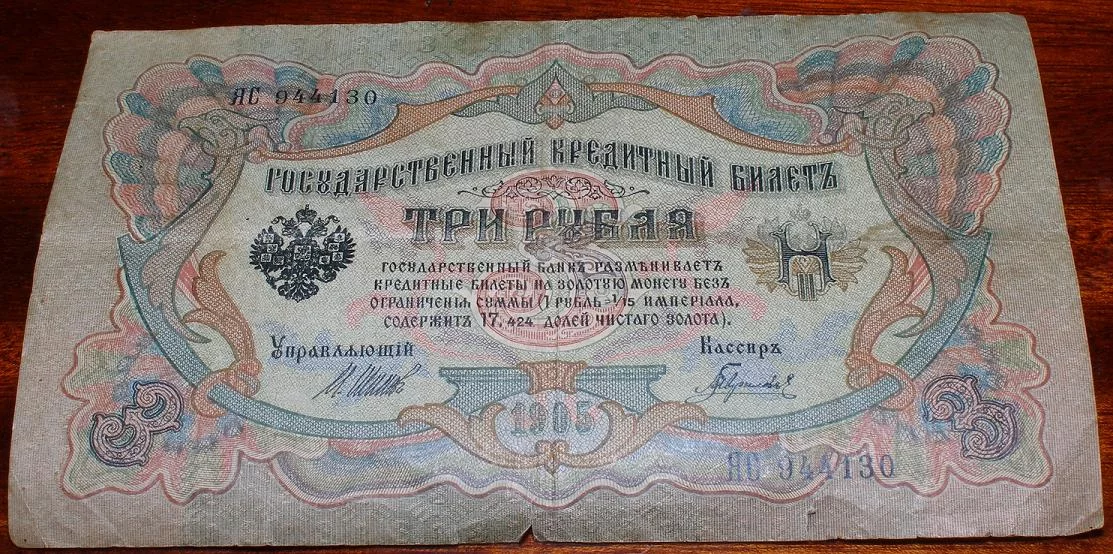 ЯС 944130
ГОСУДАРСТВЕННЫЙ КРЕДИТНЫЙ БИЛЕТЪ
3
ТРИ РУБЛЯ
ГОСУДАРСТВЕННЫЙ БАНКЪ РАЗМѢНИВАЕТЪ
КРЕДИТНЫЕ БИЛЕТЫ НА ЗОЛОТУЮ МОНЕТУ БЕЗЪ
ОГРАНИЧЕНІЯ СУММЫ (1 РУБЛЬ = 1/15 ИМПЕРІАЛА,
СОДЕРЖИТЪ 17,424 ДОЛЕЙ ЧИСТАГО ЗОЛОТА).
Управляющій Кассиръ
1905
3 3
ЯС 944130